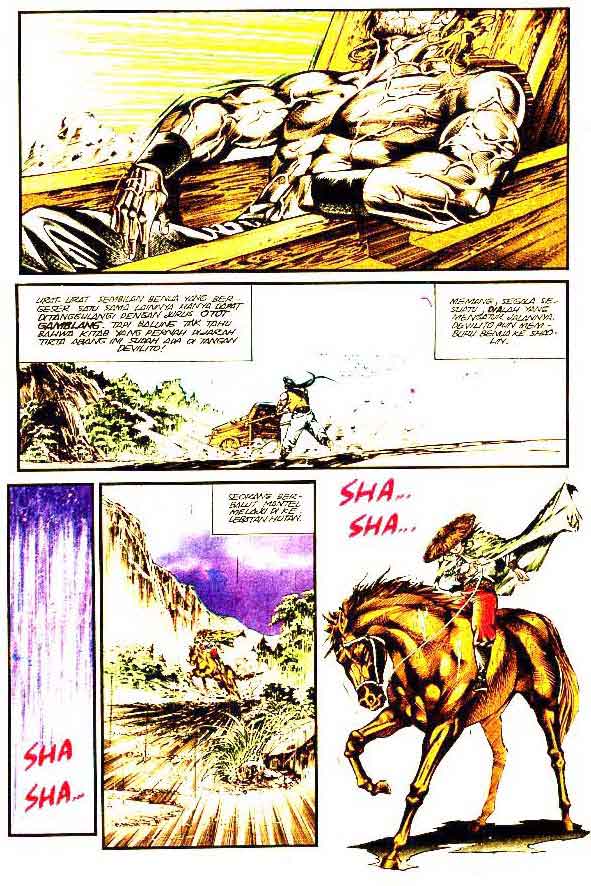 URAT-URAT SEMBILAN BENUA YANG BER-
GESER SATU SAMA LAINNYA HANYA DAPAT
DITANGGULANGI DENGAN JURUS OTOT
GAMBLANG. TAPI BALUNG TAK TAHU
BAHWA KITAB YANG PERNAH DIJARAH
TIRTA ABANG INI, SUDAH ADA DI TANGAN
DEVILITO!
MEMANG, SEGALA SE-
SUATU, DIALAH YANG
MENGATUR JALANNYA.
DEVILITO PUN MEM-
BURU BENUA KE SHAO-
LIN.
SHA
SHA...
SEORANG BER-
BALUT MANTEL
MELAJU DI KE-
LEBATAN HUTAN.
SHA...
SHA...